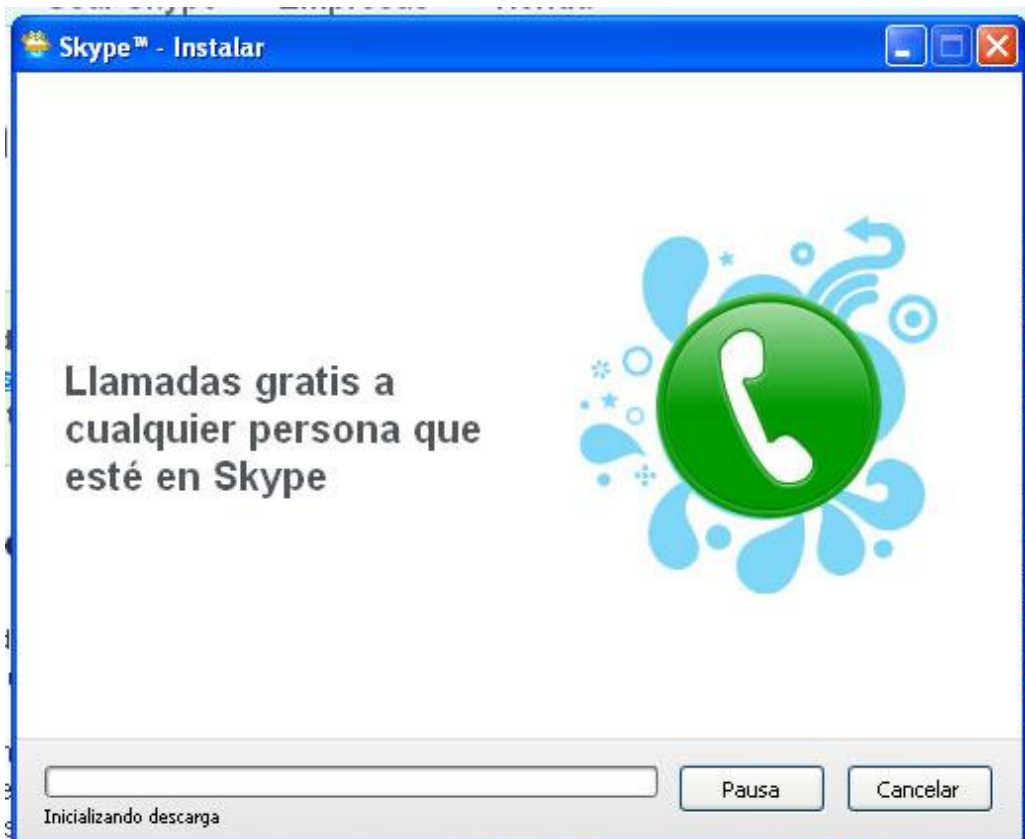 Skype™ - Instalar
Llamadas gratis a
cualquier persona que
esté en Skype
Pausa
Cancelar
Inicializando descarga